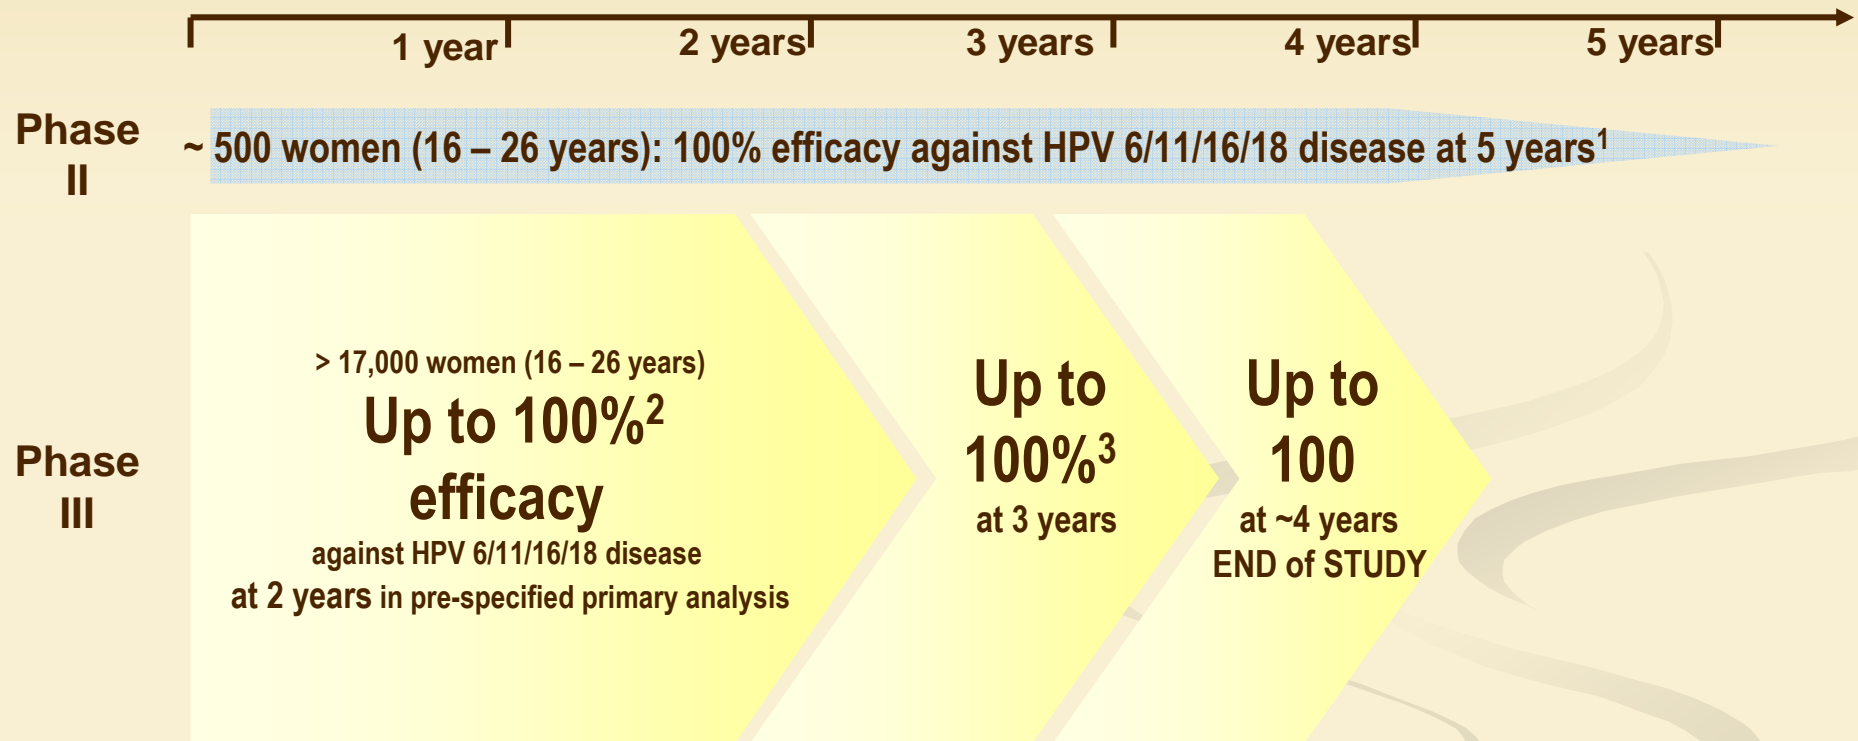 1 year 2 years 3 years 4 years 5 years
Phase
II
~ 500 women (16 – 26 years): 100% efficacy against HPV 6/11/16/18 disease at 5 years¹
Phase
III
> 17,000 women (16 – 26 years)
Up to 100%²
efficacy
against HPV 6/11/16/18 disease
at 2 years in pre-specified primary analysis
Up to
100%³
at 3 years
Up to
100
at ~4 years
END of STUDY